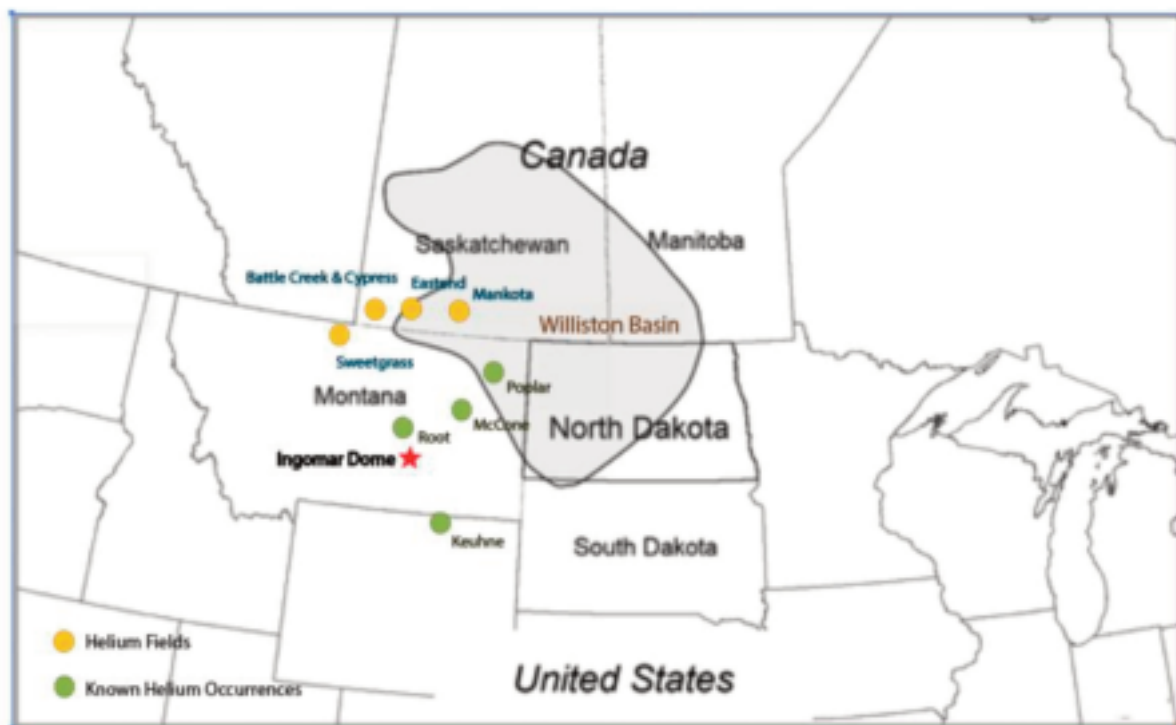 Canada
Saskatchewan
Manitoba
Battle Creek & Cypress
Eastend
Mankota
Williston Basin
Sweetgrass
Poplar
Montana
McCone
North Dakota
Root
Ingomar Dome
Keuhne
South Dakota
Helium Fields
United States
Known Helium Occurrences